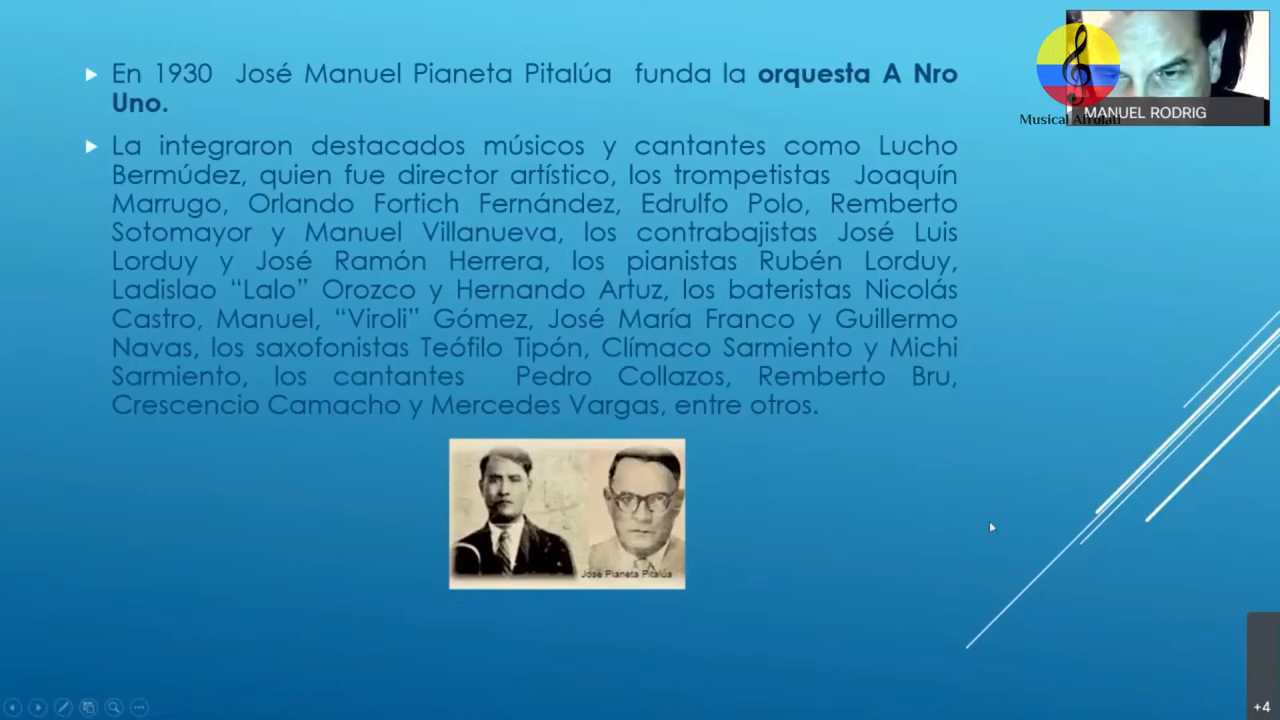 En 1930 José Manuel Pianeta Pitalúa funda la orquesta A Nro
Uno.
La integraron destacados músicos y cantantes como Lucho
Bermúdez, quien fue director artístico, los trompetistas Joaquín
Marrugo, Orlando Fortich Fernández, Edrulfo Polo, Remberto
Sotomayor y Manuel Villanueva, los contrabajistas José Luis
Lorduy y José Ramón Herrera, los pianistas Rubén Lorduy,
Ladislao “Lalo” Orozco y Hernando Artuz, los bateristas Nicolás
Castro, Manuel, “Viroli” Gómez, José María Franco y Guillermo
Navas, los saxofonistas Teófilo Tipón, Clímaco Sarmiento y Michi
Sarmiento, los cantantes Pedro Collazos, Remberto Bru,
Crescencio Camacho y Mercedes Vargas, entre otros.
José Pianeta Pitalúa
MANUEL RODRIG
Musical
+4